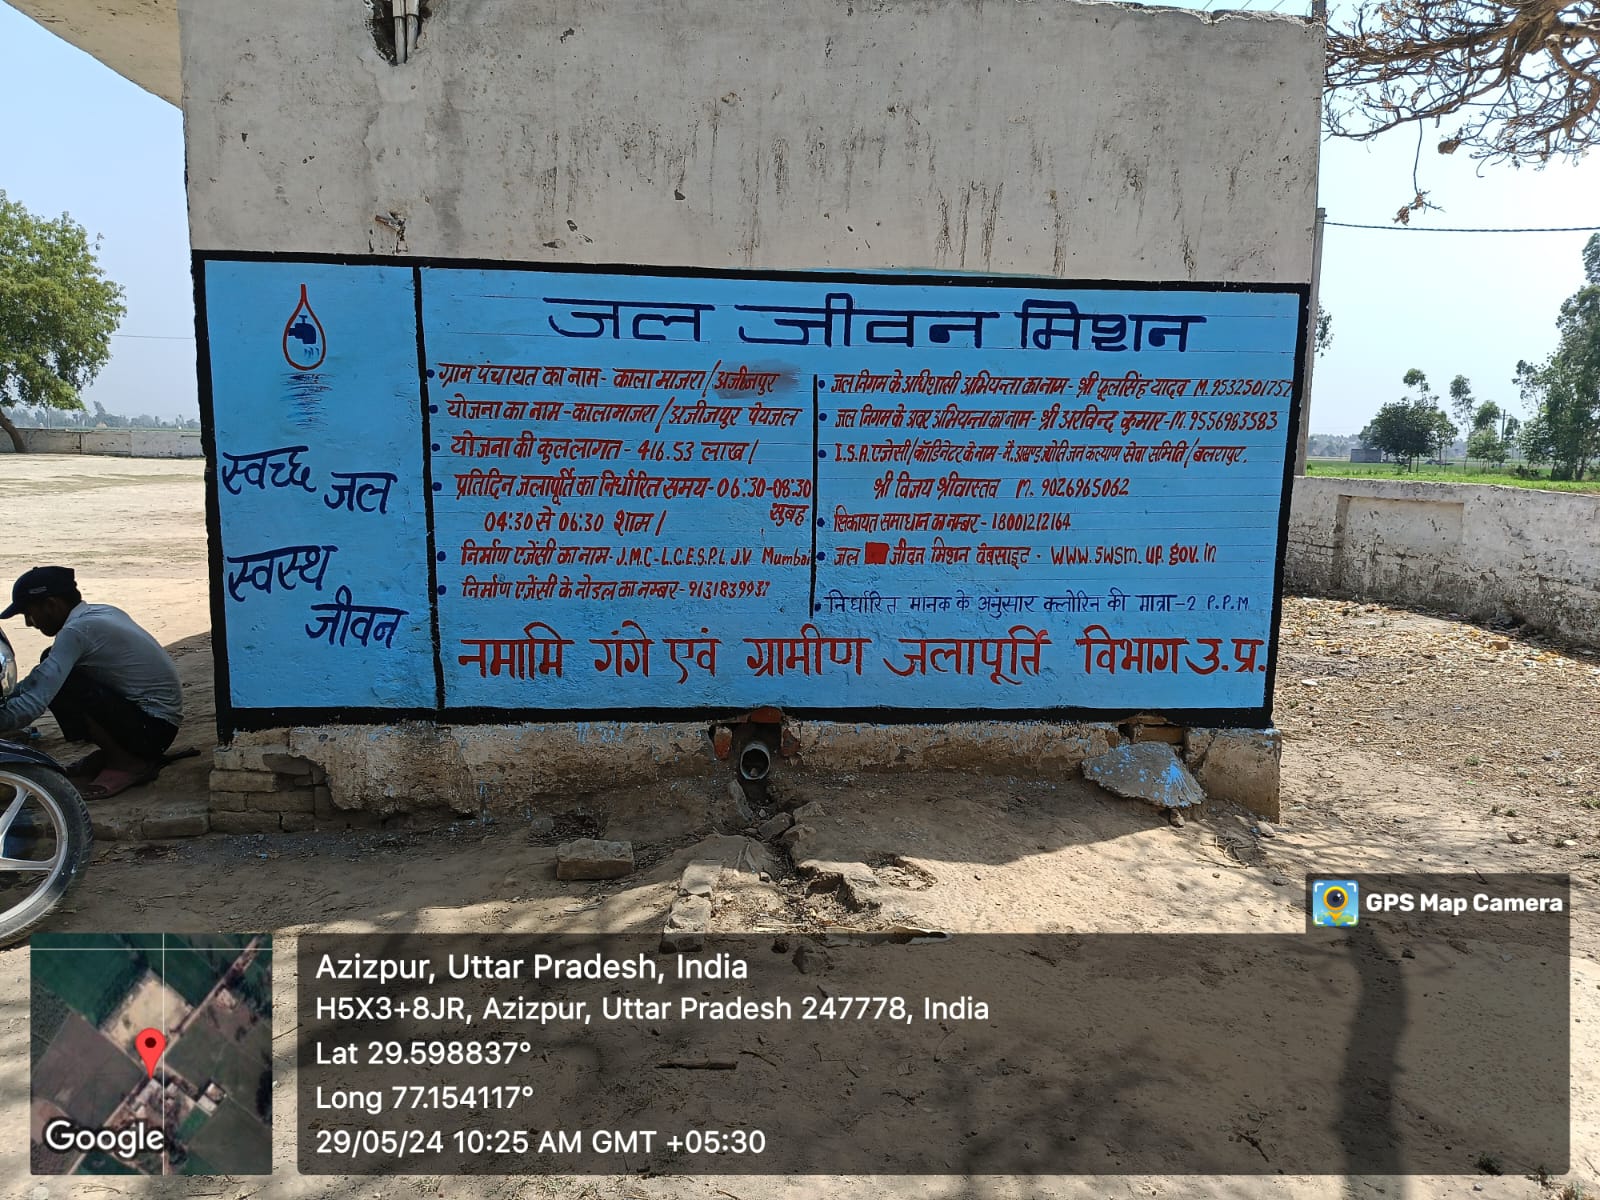 स्वच्छ जल
स्वस्थ
जीवन
जल जीवन मिशन
• ग्राम पंचायत का नाम- काला माजरा/अजीजपुर
• योजना का नाम-कालामाजरा/अजीजपुर पेयजल
• योजना की कुल लागत- 416.53 लाख/
• प्रतिदिन जलापूर्ति का निर्धारित समय-06:30-08:30
सुबह
04:30 से 06:30 शाम/
• निर्माण एजेंसी का नाम-J.M.C-L.C.E.S.P.L.J.V Mumbai
• निर्माण एजेंसी के नोडल का नम्बर-9131839937
• जल निगम के अधिशासी अभियन्ता का नाम- श्री फूलसिंह यादव M.9532501757
• जल निगम के अवर अभियन्ता का नाम- श्री अरविन्द कुमार-M.9556963583
• I.S.A.एजेंसी/कॉर्डिनेटर के नाम- मै.अखण्ड ज्योति जन कल्याण सेवा समिति/बलरापुर.
श्री विजय श्रीवास्तव M. 9026965062
• शिकायत समाधान का नम्बर-18001212164
• जल जीवन मिशन वेबसाइट - www.swsm.up.gov.in
• निर्धारित मानक के अनुसार क्लोरिन की मात्रा-2 P.P.M
नमामि गंगे एवं ग्रामीण जलापूर्ति विभाग उ.प्र.
GPS Map Camera
Azizpur, Uttar Pradesh, India
H5X3+8JR, Azizpur, Uttar Pradesh 247778, India
Lat 29.598837°
Long 77.154117°
29/05/24 10:25 AM GMT +05:30
Google